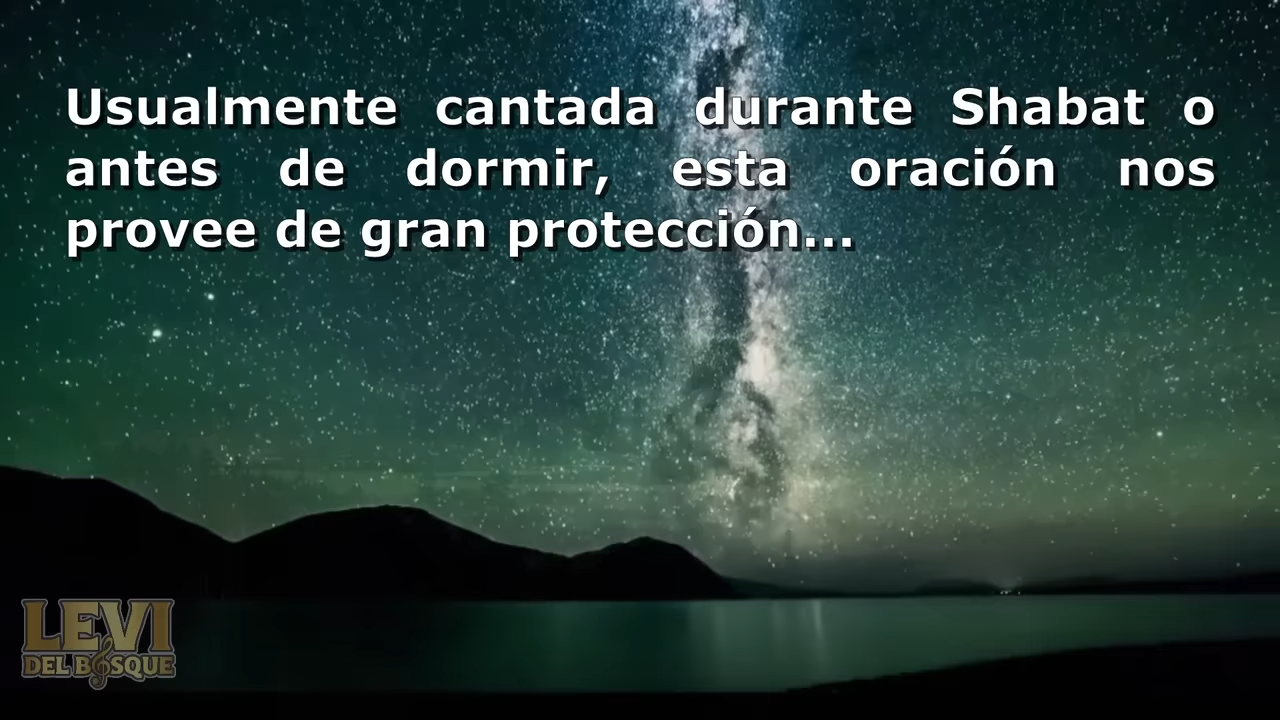 Usualmente cantada durante Shabat o
antes de dormir, esta oración nos
provee de gran protección...
LEVI
DEL BOSQUE